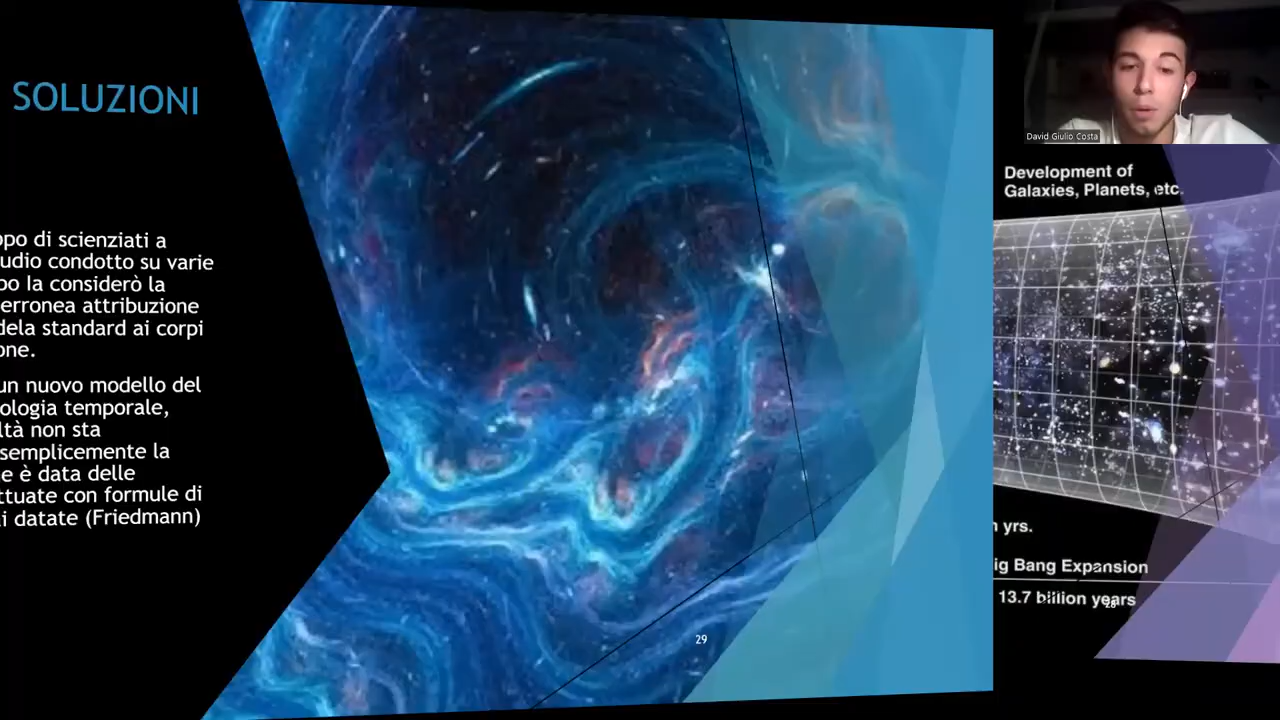 SOLUZIONI
ppo di scienziati a
udio condotto su varie
po la considerò la
erronea attribuzione
dela standard ai corpi
one.
un nuovo modello del
ologia temporale,
ltà non sta
semplicemente la
e è data delle
ttuate con formule di
i datate (Friedmann)
29
David Giulio Costa
Development of
Galaxies, Planets, etc.
n yrs.
ig Bang Expansion
13.7 billion years
28